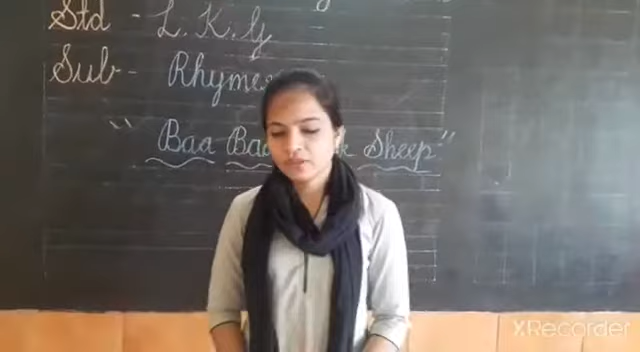 Std - L.K.G
Sub - Rhymes
"Baa Baa Sheep"
XRecorder